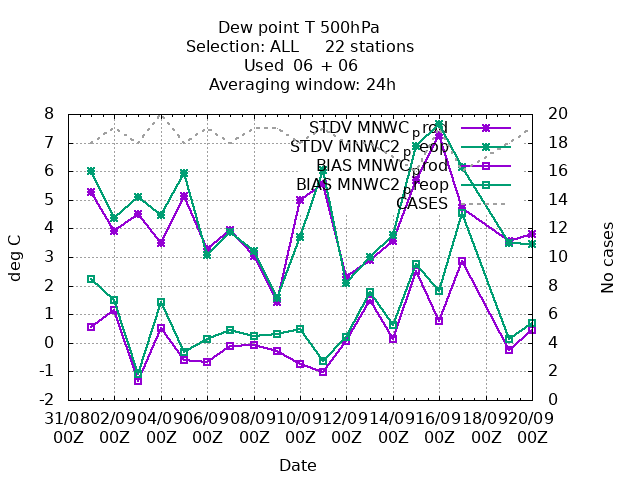 Dew point T 500hPa
Selection: ALL 22 stations
Used 06 + 06
Averaging window: 24h
STDV MNWC_prod
STDV MNWC2_preop
BIAS MNWC_prod
BIAS MNWC2_preop
CASES
deg C
8
7
6
5
4
3
2
1
0
-1
-2
No cases
20
18
16
14
12
10
8
6
4
2
0
31/08 02/09 04/09 06/09 08/09 10/09 12/09 14/09 16/09 18/09 20/09
00Z 00Z 00Z 00Z 00Z 00Z 00Z 00Z 00Z 00Z 00Z
Date